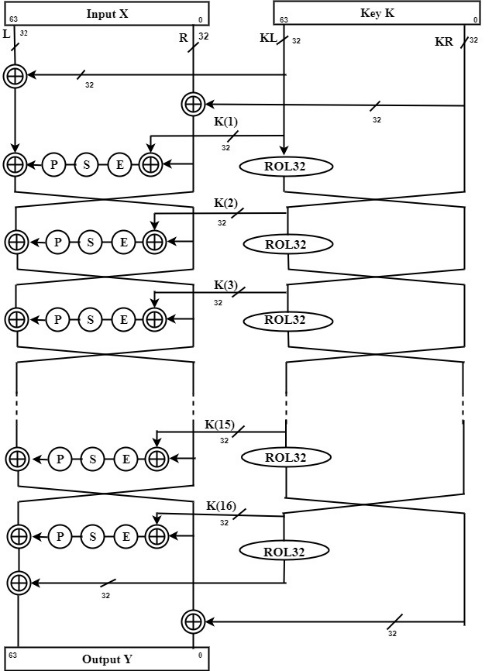 Input X
63 0
Key K
63 0
L 32
R 32
KL 32
KR 32
32
32
K(1)
32
P S E
ROL32
K(2)
32
P S E
ROL32
K(3)
32
P S E
ROL32
K(15)
32
P S E
ROL32
K(16)
32
P S E
ROL32
32
32
63 0
Output Y